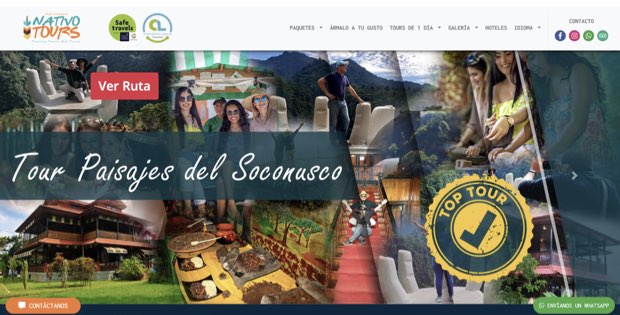 NATIVO
TOURS
Safe
travels
PAQUETES
ÁRMALO A TU GUSTO
TOURS DE 1 DÍA
GALERÍA
HOTELES
IDIOMA
CONTACTO
Ver Ruta
Tour Paisajes del Soconusco
TOP TOUR
CONTÁCTANOS
ENVÍANOS UN WHATSAPP